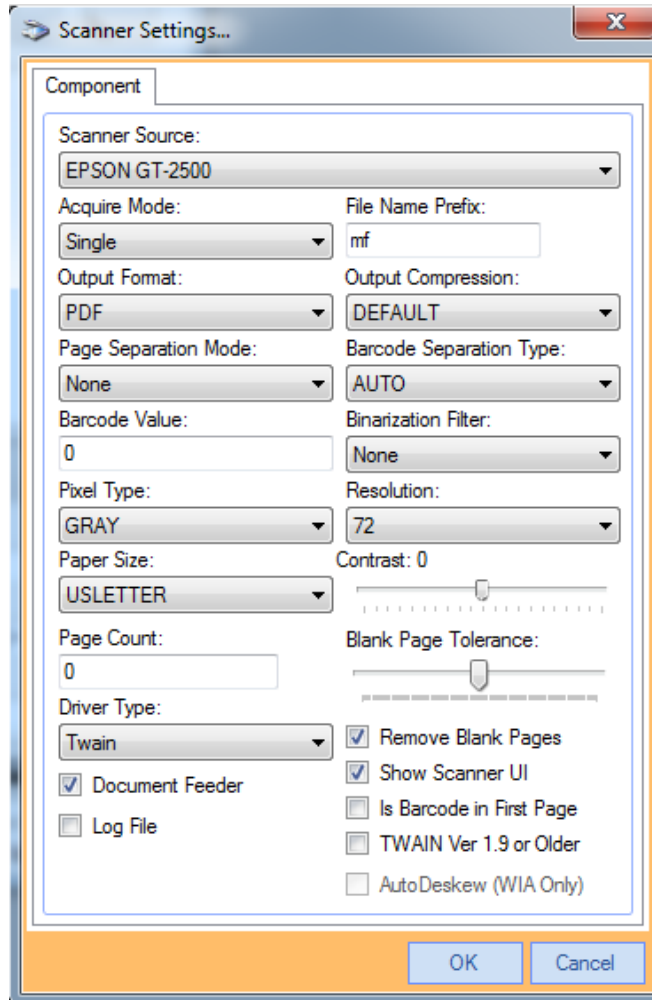 Scanner Settings...
Component
Scanner Source:
EPSON GT-2500
Acquire Mode: File Name Prefix:
Single mf
Output Format: Output Compression:
PDF DEFAULT
Page Separation Mode: Barcode Separation Type:
None AUTO
Barcode Value: Binarization Filter:
0 None
Pixel Type: Resolution:
GRAY 72
Paper Size: Contrast: 0
USLETTER
Page Count: Blank Page Tolerance:
0
Driver Type:
Twain Remove Blank Pages
Document Feeder Show Scanner UI
Log File Is Barcode in First Page
TWAIN Ver 1.9 or Older
AutoDeskew (WIA Only)
OK Cancel